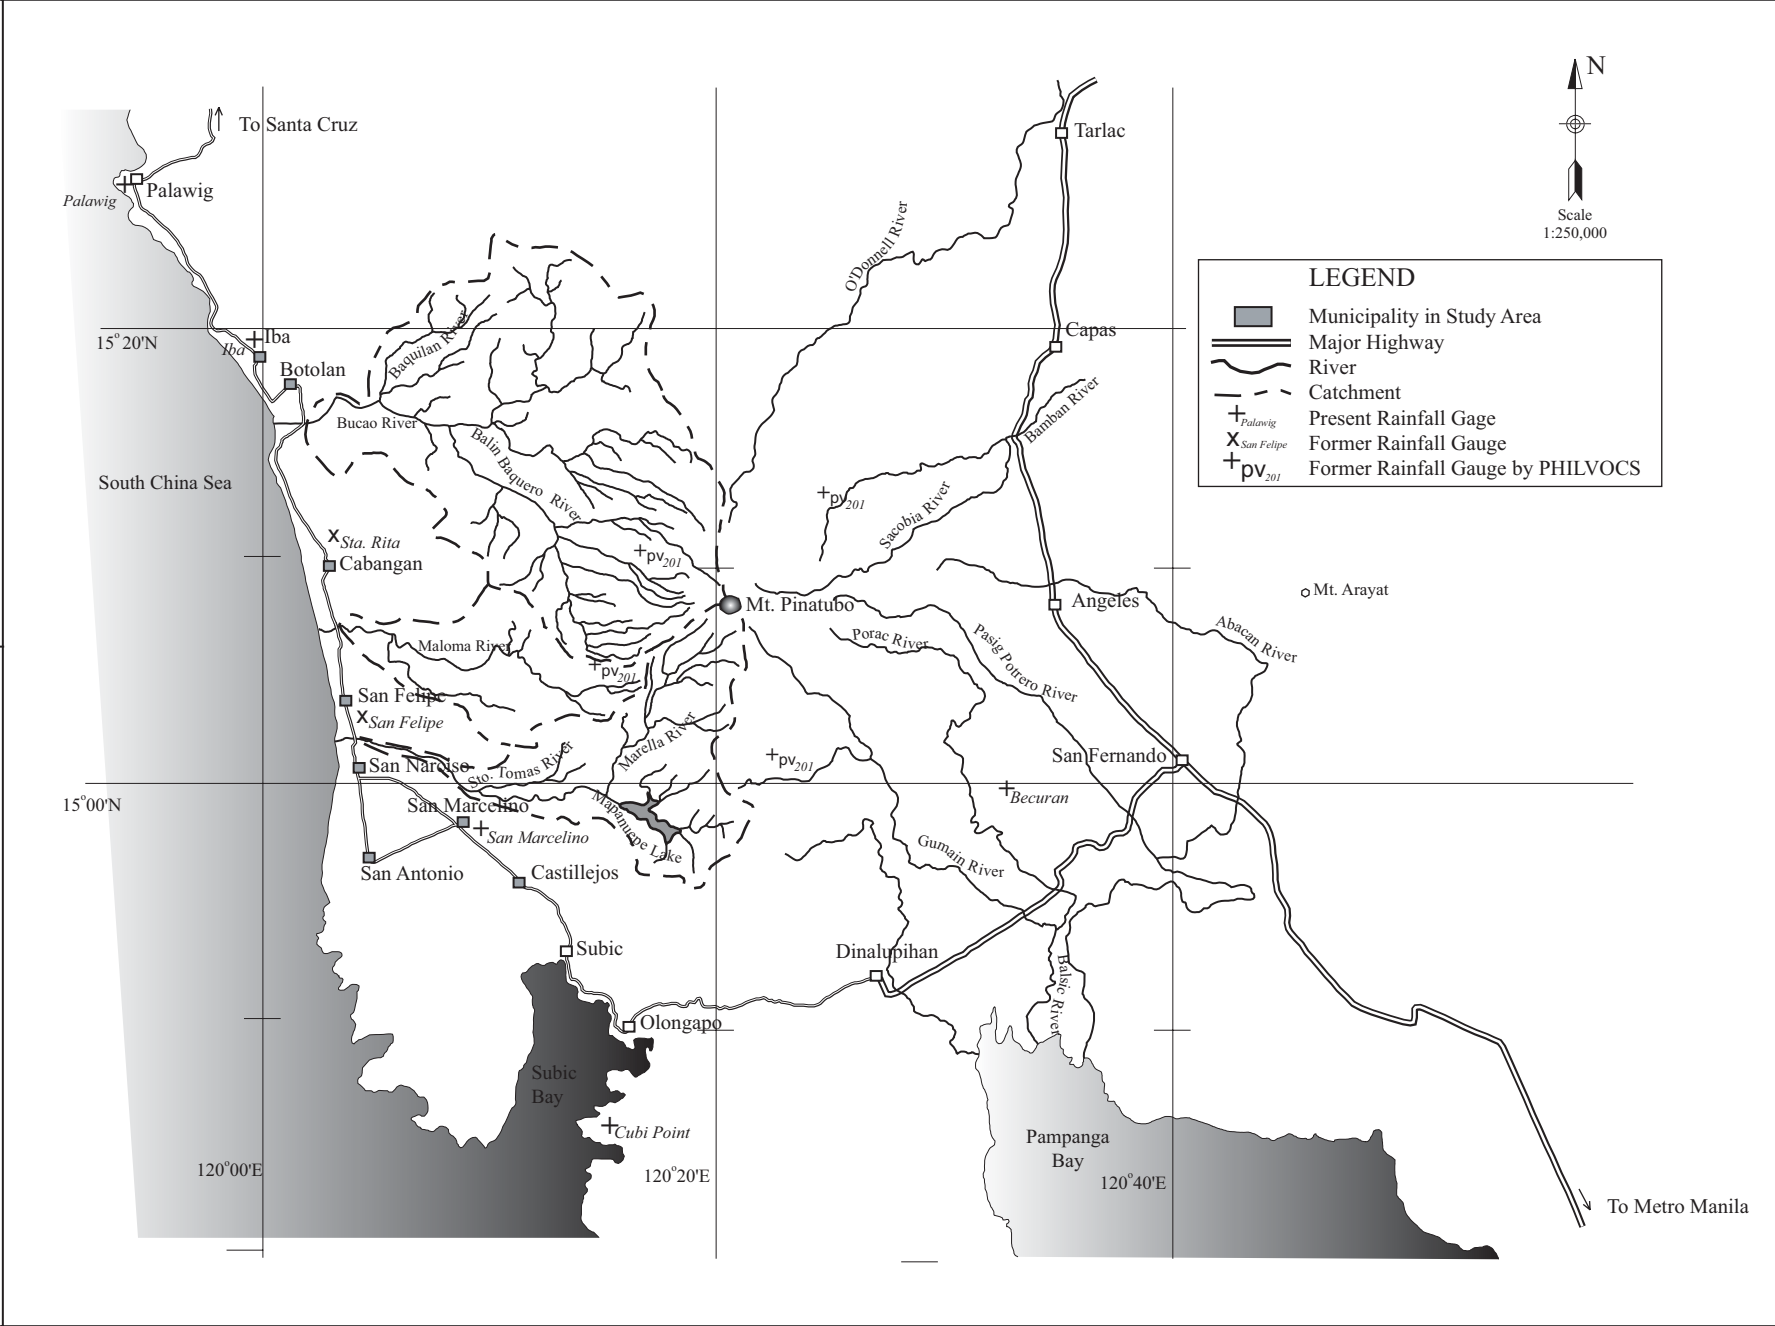 N
To Santa Cruz
Tarlac
Palawig
Palawig
Scale
1:250,000
O'Donnell River
LEGEND
Municipality in Study Area
Major Highway
River
Catchment
Palawig
Present Rainfall Gage
San Felipe
Former Rainfall Gauge
pv201
Former Rainfall Gauge by PHILVOCS
15°20'N
Iba
Iba
Capas
Baquilan River
Botolan
Bamban River
Bucao River
Balin Baquero River
South China Sea
pv201
Sacobia River
X Sta. Rita
Cabangan
pv201
Mt. Arayat
Mt. Pinatubo
Angeles
Abacan River
Porac River
Pasig Potrero River
Maloma River
pv201
San Felipe
X San Felipe
Marella River
San Fernando
pv201
San Narciso
Sto. Tomas River
15°00'N
San Marcelino
Mapanuepe Lake
Becuran
San Marcelino
San Antonio
Castillejos
Gumain River
Subic
Dinalupihan
Balsic River
Olongapo
Subic
Bay
Cubi Point
Pampanga
Bay
120°00'E
120°20'E
120°40'E
To Metro Manila